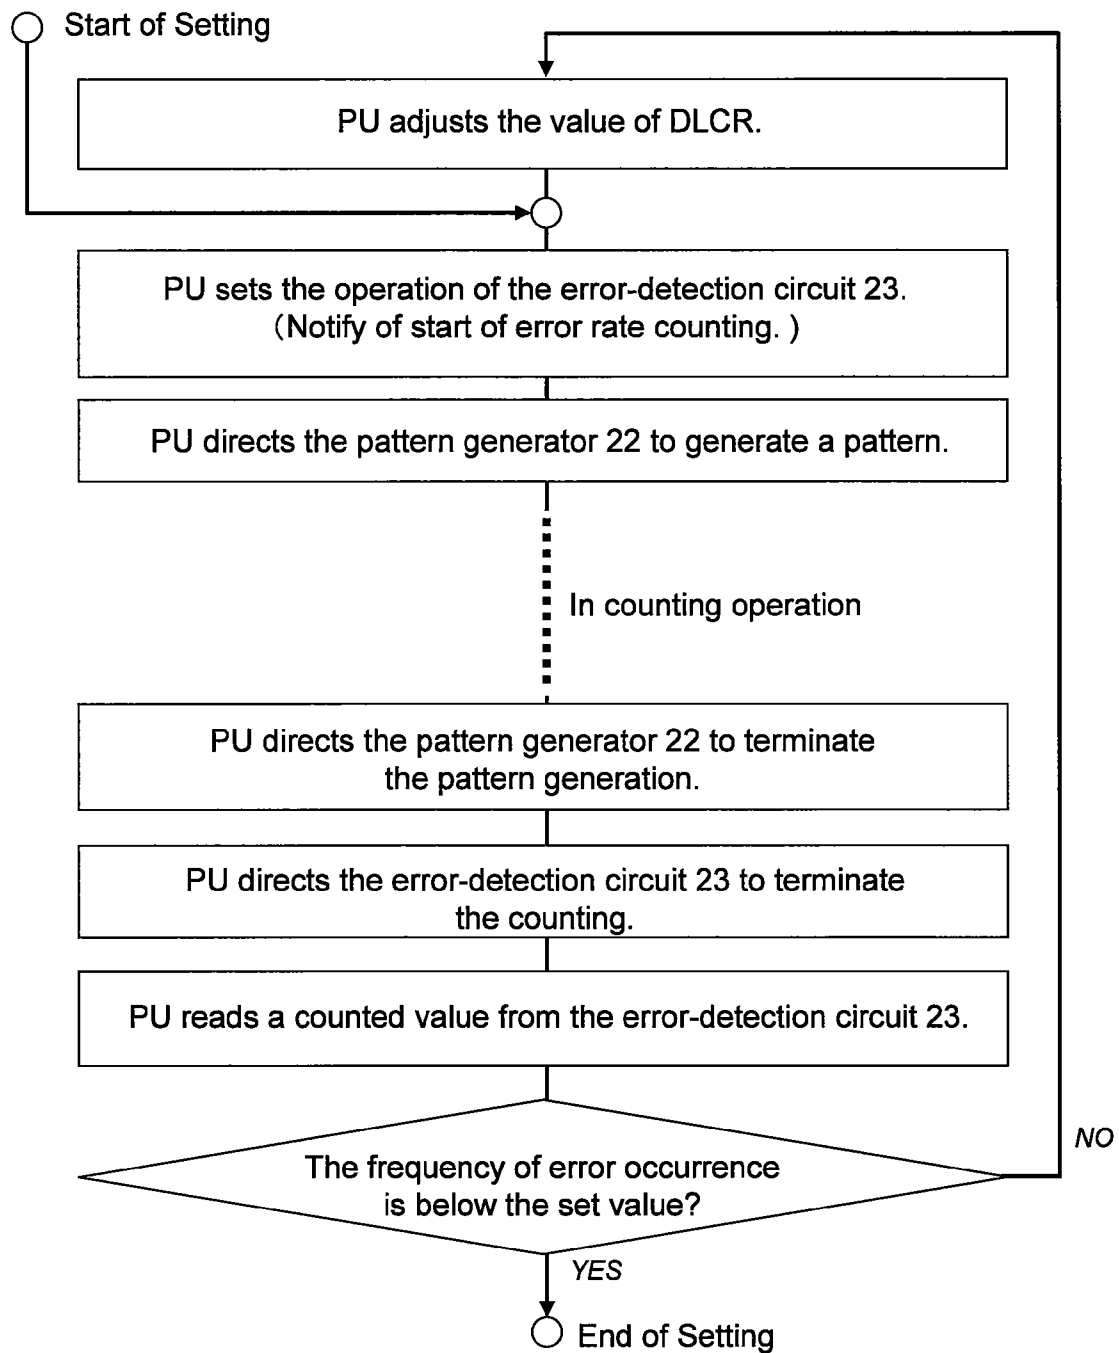 Start of Setting
PU adjusts the value of DLCR.
PU sets the operation of the error-detection circuit 23.
(Notify of start of error rate counting. )
PU directs the pattern generator 22 to generate a pattern.
In counting operation
PU directs the pattern generator 22 to terminate
the pattern generation.
PU directs the error-detection circuit 23 to terminate
the counting.
PU reads a counted value from the error-detection circuit 23.
The frequency of error occurrence
is below the set value?
NO
YES
End of Setting